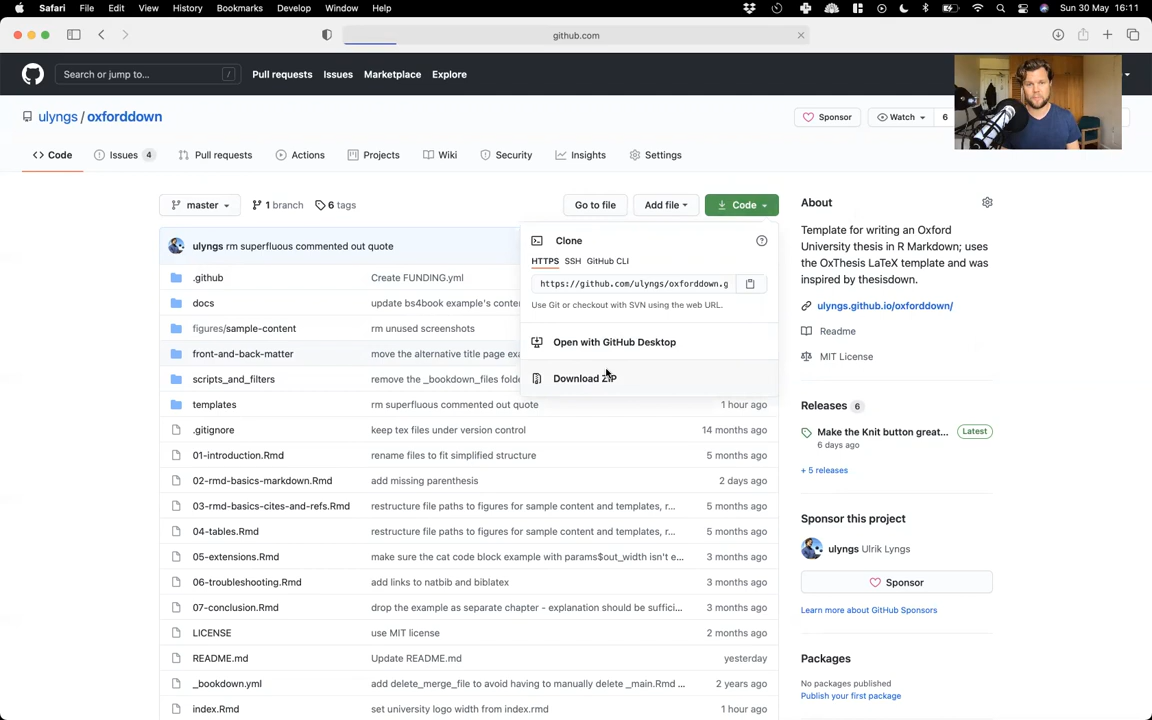 Safari File Edit View History Bookmarks Develop Window Help Sun 30 May 16:11
github.com
Search or jump to... / Pull requests Issues Marketplace Explore
ulyngs / oxforddown Sponsor Watch 6
Code Issues 4 Pull requests Actions Projects Wiki Security Insights Settings
master 1 branch 6 tags Go to file Add file Code
ulyngs rm superfluous commented out quote
.github Create FUNDING.yml
docs update bs4book example's conter
figures/sample-content rm unused screenshots
front-and-back-matter move the alternative title page exa
scripts_and_filters remove the _bookdown_files folde
templates rm superfluous commented out quote 1 hour ago
.gitignore keep tex files under version control 14 months ago
01-introduction.Rmd rename files to fit simplified structure 5 months ago
02-rmd-basics-markdown.Rmd add missing parenthesis 2 days ago
03-rmd-basics-cites-and-refs.Rmd restructure file paths to figures for sample content and templates, r... 5 months ago
04-tables.Rmd restructure file paths to figures for sample content and templates, r... 5 months ago
05-extensions.Rmd make sure the cat code block example with params$out_width isn't e... 3 months ago
06-troubleshooting.Rmd add links to natbib and biblatex 3 months ago
07-conclusion.Rmd drop the example as separate chapter - explanation should be suffici... 3 months ago
LICENSE use MIT license 2 months ago
README.md Update README.md yesterday
_bookdown.yml add delete_merge_file to avoid having to manually delete _main.Rmd ... 2 years ago
index.Rmd set university logo width from index.rmd 1 hour ago
Clone
HTTPS SSH GitHub CLI
https://github.com/ulyngs/oxforddown.g
Use Git or checkout with SVN using the web URL.
Open with GitHub Desktop
Download ZIP
About
Template for writing an Oxford
University thesis in R Markdown; uses
the OxThesis LaTeX template and was
inspired by thesisdown.
ulyngs.github.io/oxforddown/
Readme
MIT License
Releases 6
Make the Knit button great... Latest
6 days ago
+ 5 releases
Sponsor this project
ulyngs Ulrik Lyngs
Sponsor
Learn more about GitHub Sponsors
Packages
No packages published
Publish your first package